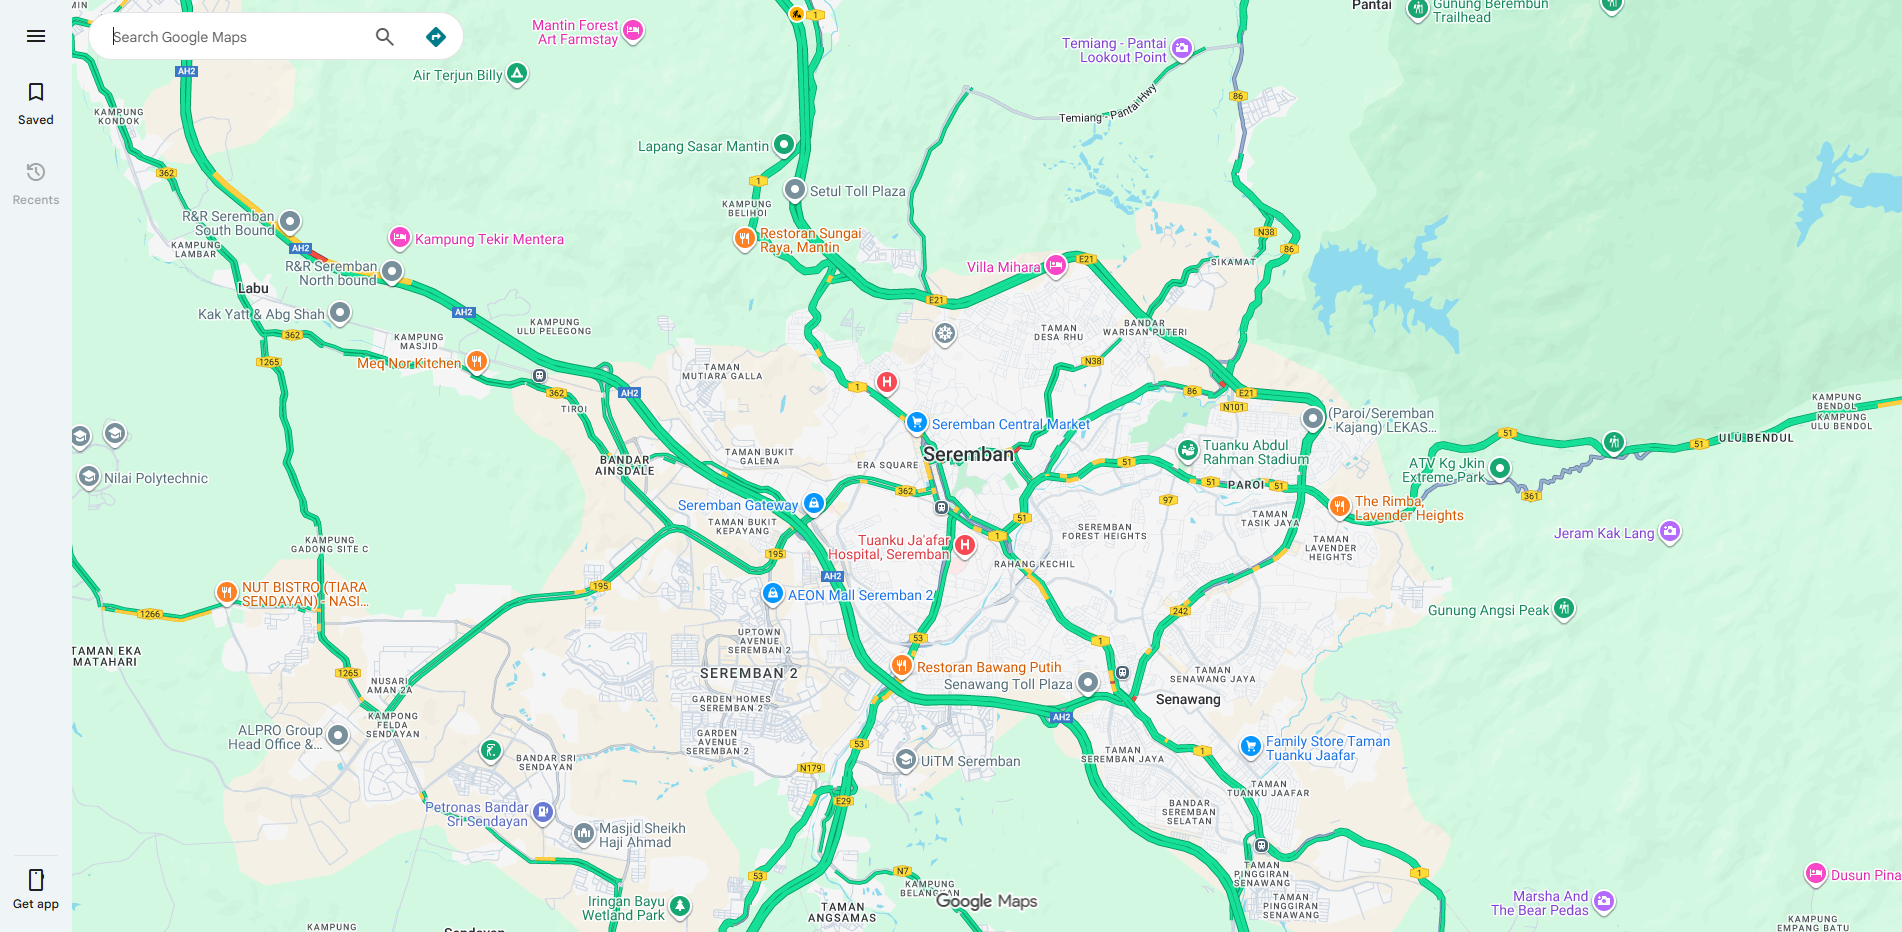 Search Google Maps
Saved
Recents
Get app
MIN
AH2
KAMPUNG
KONDOK
362
Mantin Forest
Art Farmstay
Air Terjun Billy
1
Pantai
Gunung Berembun
Trailhead
Temiang - Pantai
Lookout Point
86
Temiang - Pantai Hwy
Lapang Sasar Mantin
1
Setul Toll Plaza
KAMPUNG
BELIHOI
Restoran Sungai
Raya, Mantin
R&R Seremban
South Bound
AH2
KAMPUNG
LAMBAR
Kampung Tekir Mentera
R&R Seremban
North bound
Labu
Kak Yatt & Abg Shah
AH2
362
KAMPUNG
MASJID
KAMPUNG
ULU PELEGONG
1265
Meq Nor Kitchen
362
TIROI
AH2
Villa Mihara
E21
E21
N38
86
SIKAMAT
TAMAN
DESA RHU
BANDAR
WARISAN PUTERI
N38
TAMAN
MUTIARA GALLA
1
86
E21
N101
Seremban Central Market
(Paroi/Seremban
- Kajang) LEKAS...
KAMPUNG
BENDOL
KAMPUNG
ULU BENDOL
51
51
ULU BENDUL
Seremban
Tuanku Abdul
Rahman Stadium
ATV Kg Jkin
Extreme Park
BANDAR
AINSDALE
TAMAN BUKIT
GALENA
ERA SQUARE
51
51
PAROI
51
361
Nilai Polytechnic
362
97
Seremban Gateway
The Rimba,
Lavender Heights
TAMAN BUKIT
KEPAYANG
51
TAMAN
TASIK JAYA
SEREMBAN
FOREST HEIGHTS
1
Jeram Kak Lang
KAMPUNG
GADONG SITE C
Tuanku Ja'afar
Hospital, Seremban
TAMAN
LAVENDER
HEIGHTS
195
RAHANG KECHIL
AH2
195
NUT BISTRO (TIARA
SENDAYAN) - NASI...
AEON Mall Seremban 2
1266
242
Gunung Angsi Peak
UPTOWN
AVENUE
SEREMBAN 2
53
1
TAMAN EKA
MATAHARI
1265
SEREMBAN 2
Restoran Bawang Putih
Senawang Toll Plaza
TAMAN
SENAWANG JAYA
NUSARI
AMAN 2A
Senawang
GARDEN HOMES
SEREMBAN 2
AH2
KAMPONG
FELDA
SENDAYAN
ALPRO Group
Head Office &...
GARDEN
AVENUE
SEREMBAN 2
53
1
Family Store Taman
Tuanku Jaafar
BANDAR SRI
SENDAYAN
N179
UiTM Seremban
TAMAN
SEREMBAN JAYA
TAMAN
TUANKU JAAFAR
E29
Petronas Bandar
Sri Sendayan
BANDAR
SEREMBAN
SELATAN
Masjid Sheikh
Haji Ahmad
53
N7
KAMPUNG
BELANGKAN
TAMAN
PINGGIRAN
SENAWANG
1
Iringan Bayu
Wetland Park
TAMAN
ANGSAMAS
Google Maps
TAMAN
PINGGIRAN
SENAWANG
Marsha And
The Bear Pedas
Dusun Pina
KAMPUNG
EMPANG BATU
KAMPUNG
Sendayan